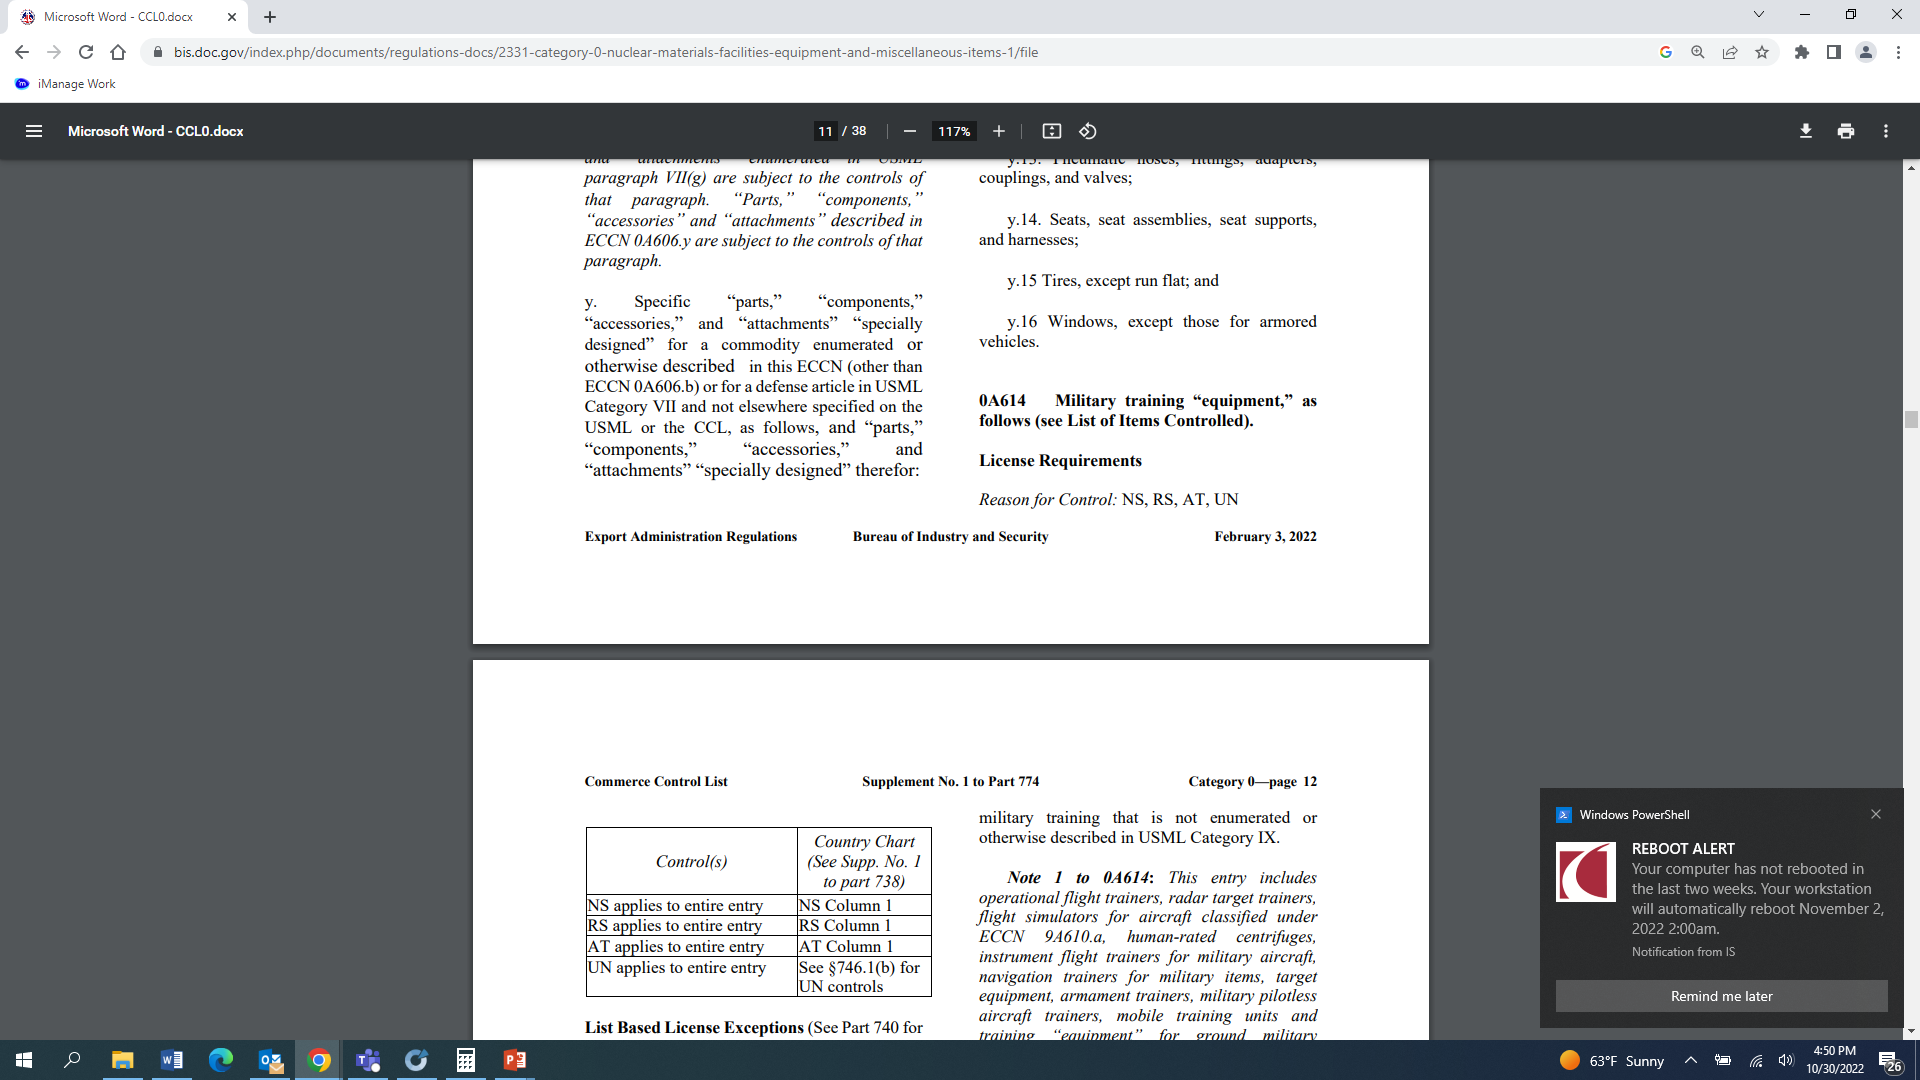 Microsoft Word - CCL0.docx
bis.doc.gov/index.php/documents/regulations-docs/2331-category-0-nuclear-materials-facilities-equipment-and-miscellaneous-items-1/file
iManage Work
Microsoft Word - CCL0.docx
11 / 38
117%
and attachments enumerated in USML
paragraph VII(g) are subject to the controls of
that paragraph. “Parts,” “components,”
“accessories” and “attachments” described in
ECCN 0A606.y are subject to the controls of that
paragraph.
y. Specific “parts,” “components,”
“accessories,” and “attachments” “specially
designed” for a commodity enumerated or
otherwise described in this ECCN (other than
ECCN 0A606.b) or for a defense article in USML
Category VII and not elsewhere specified on the
USML or the CCL, as follows, and “parts,”
“components,” “accessories,” and
“attachments” “specially designed” therefor:
y.13. Pneumatic hoses, fittings, adapters,
couplings, and valves;
y.14. Seats, seat assemblies, seat supports,
and harnesses;
y.15 Tires, except run flat; and
y.16 Windows, except those for armored
vehicles.
0A614 Military training “equipment,” as
follows (see List of Items Controlled).
License Requirements
Reason for Control: NS, RS, AT, UN
Export Administration Regulations Bureau of Industry and Security February 3, 2022
Commerce Control List Supplement No. 1 to Part 774 Category 0—page 12
Control(s)
Country Chart
(See Supp. No. 1
to part 738)
NS applies to entire entry NS Column 1
RS applies to entire entry RS Column 1
AT applies to entire entry AT Column 1
UN applies to entire entry See §746.1(b) for
UN controls
List Based License Exceptions (See Part 740 for
military training that is not enumerated or
otherwise described in USML Category IX.
Note 1 to 0A614: This entry includes
operational flight trainers, radar target trainers,
flight simulators for aircraft classified under
ECCN 9A610.a, human-rated centrifuges,
instrument flight trainers for military aircraft,
navigation trainers for military items, target
equipment, armament trainers, military pilotless
aircraft trainers, mobile training units and
training “equipment” for ground military
Windows PowerShell
REBOOT ALERT
Your computer has not rebooted in
the last two weeks. Your workstation
will automatically reboot November 2,
2022 2:00am.
Notification from IS
Remind me later
63°F Sunny
4:50 PM
10/30/2022
26